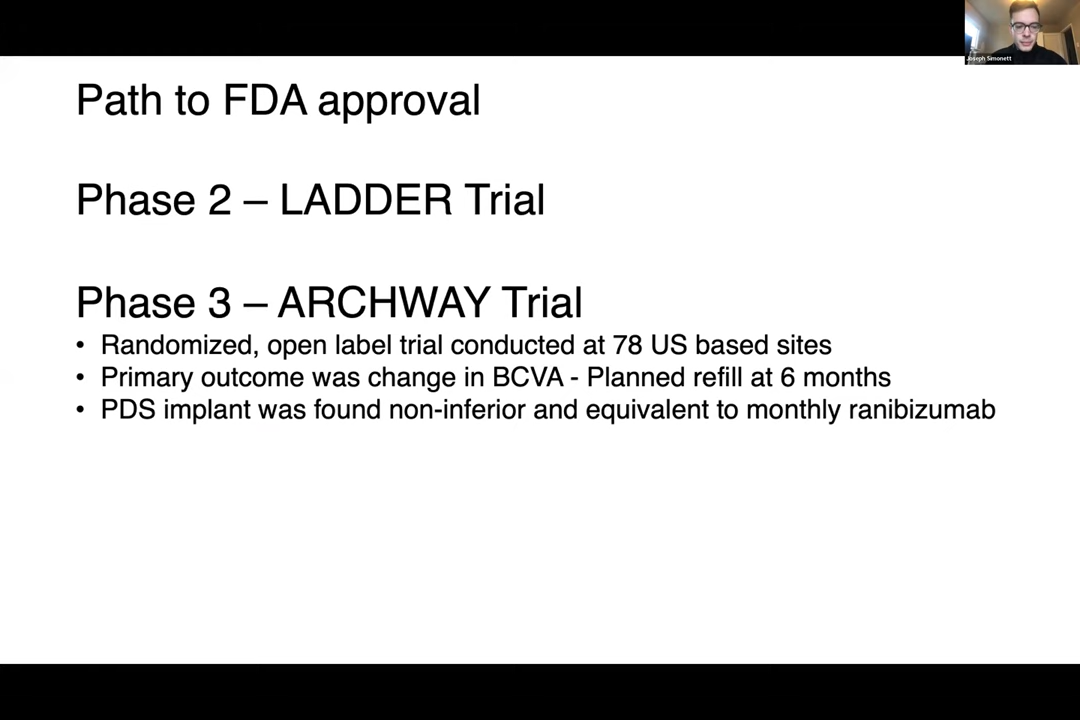 Joseph Simonett
Path to FDA approval
Phase 2 – LADDER Trial
Phase 3 – ARCHWAY Trial
• Randomized, open label trial conducted at 78 US based sites
• Primary outcome was change in BCVA - Planned refill at 6 months
• PDS implant was found non-inferior and equivalent to monthly ranibizumab